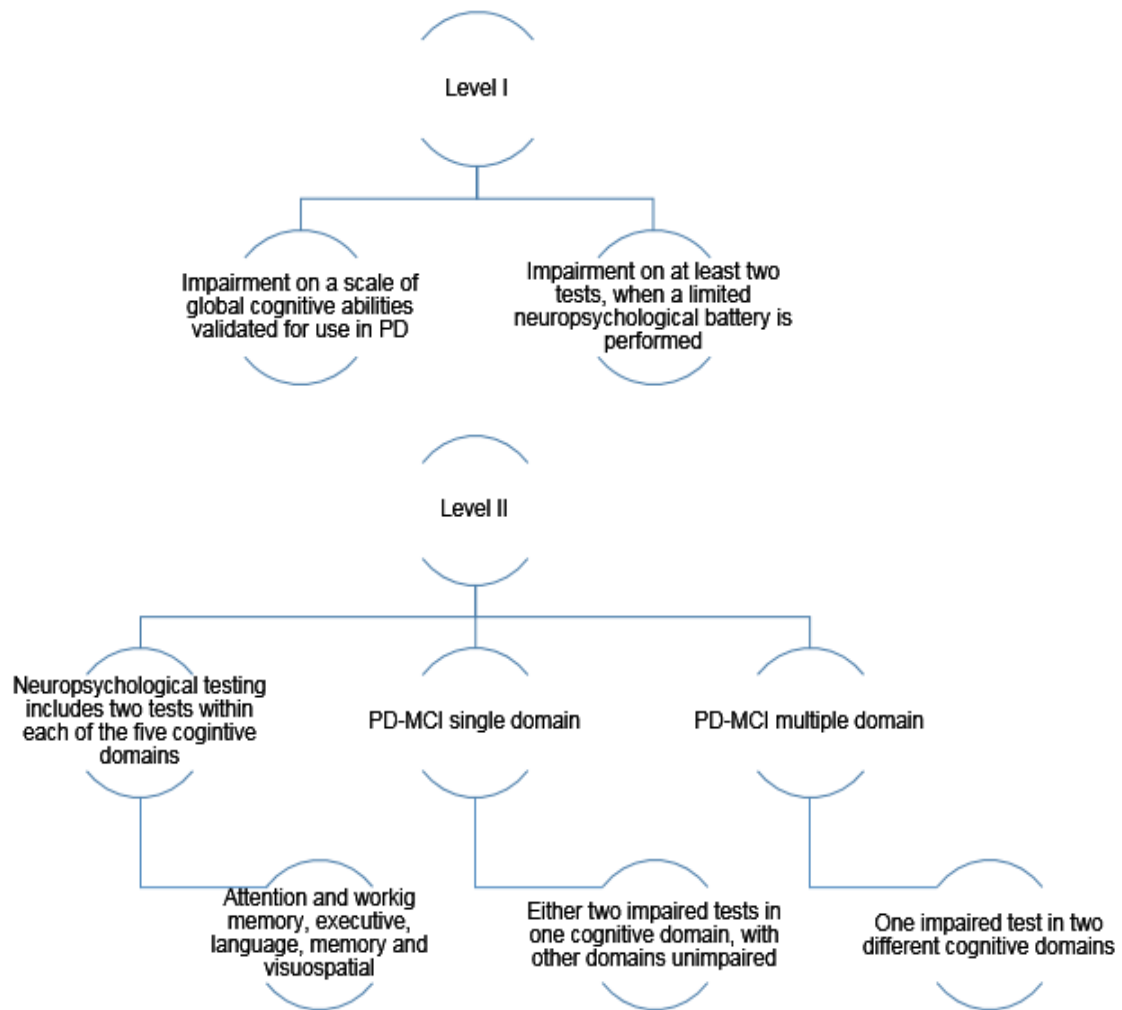 Level I
Impairment on a scale of
global cognitive abilities
validated for use in PD
Impairment on at least two
tests, when a limited
neuropsychological battery is
performed
Level II
Neuropsychological testing
includes two tests within
each of the five cogintive
domains
PD-MCI single domain
PD-MCI multiple domain
Attention and workig
memory, executive,
language, memory and
visuospatial
Either two impaired tests in
one cognitive domain, with
other domains unimpaired
One impaired test in two
different cognitive domains